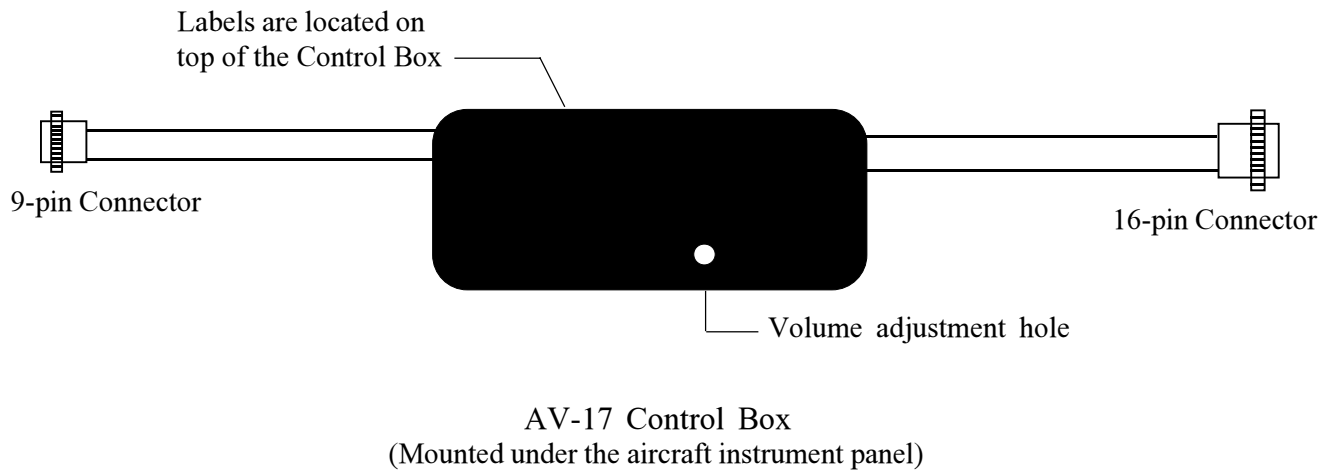 Labels are located on
top of the Control Box
9-pin Connector
16-pin Connector
Volume adjustment hole
AV-17 Control Box
(Mounted under the aircraft instrument panel)